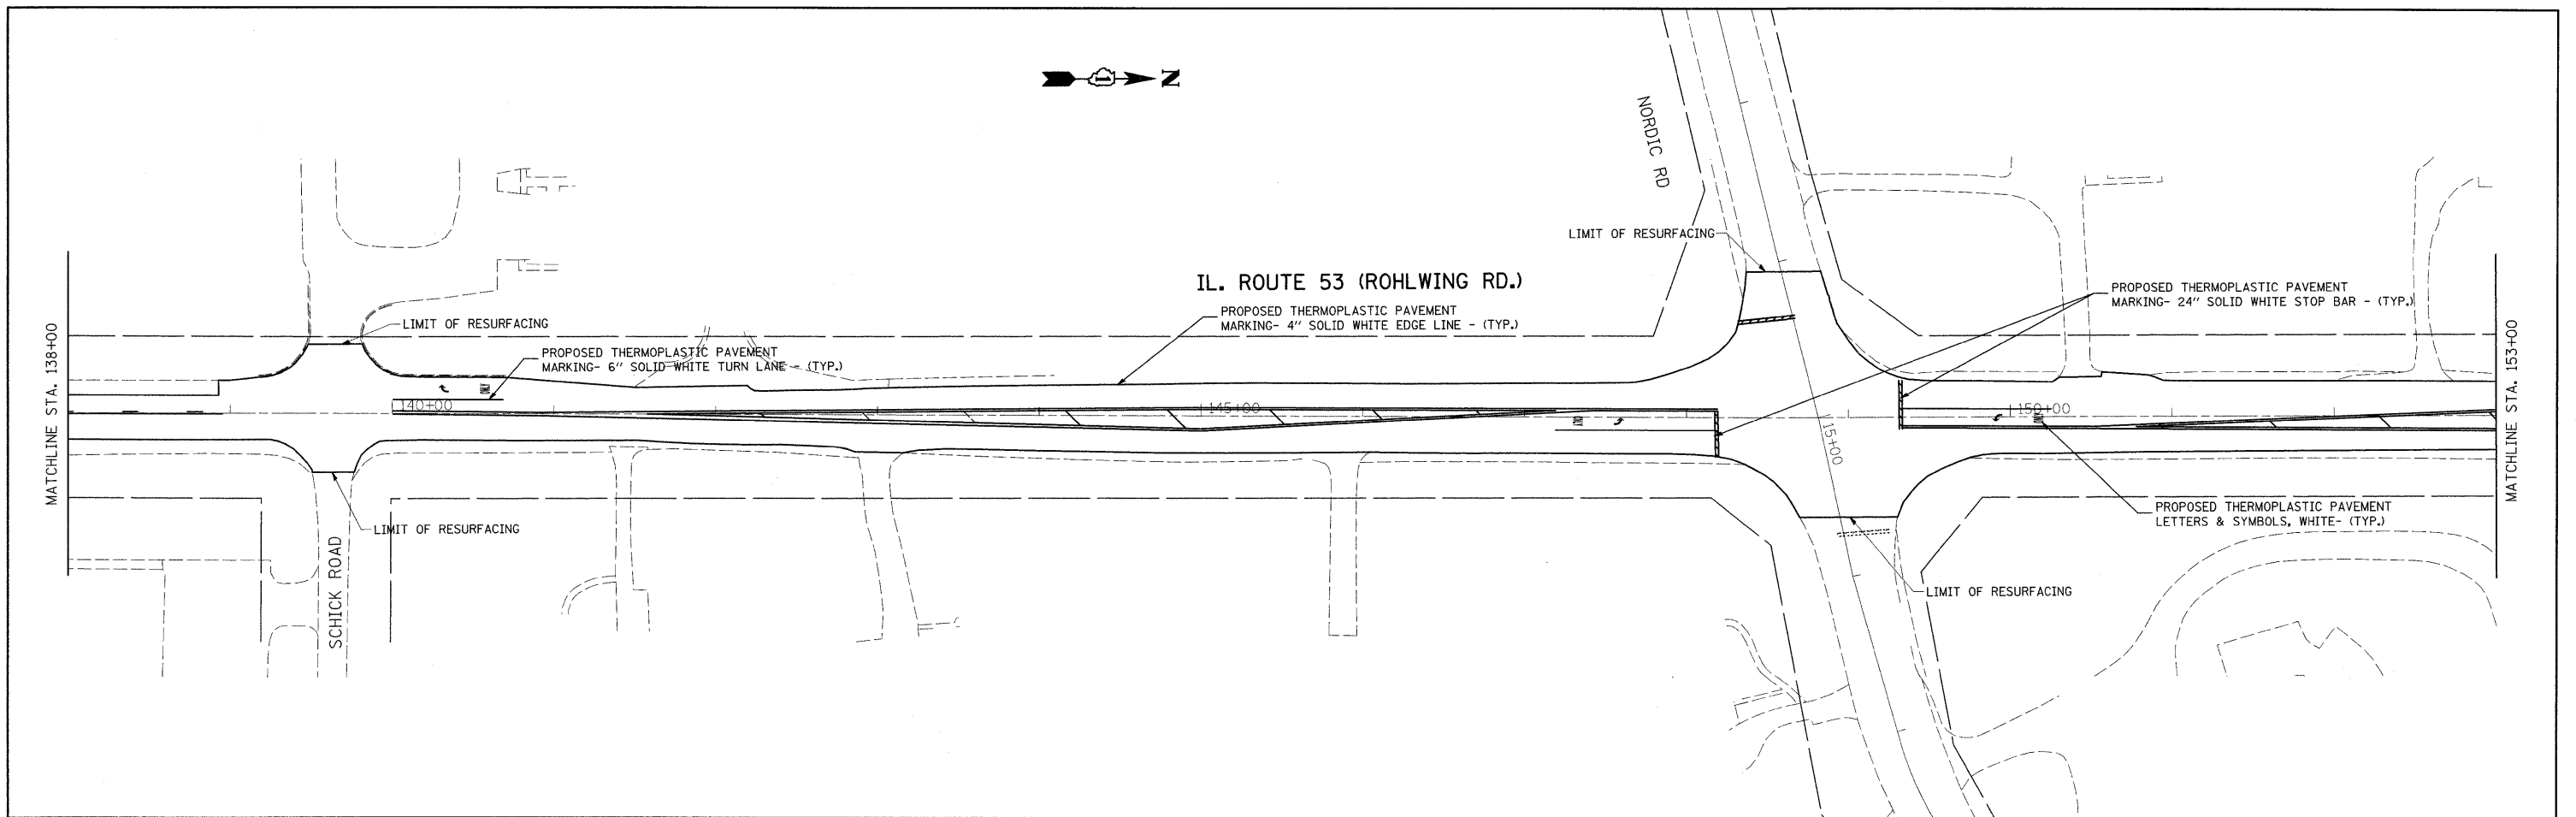 N
NORDIC RD
LIMIT OF RESURFACING
IL. ROUTE 53 (ROHLWING RD.)
PROPOSED THERMOPLASTIC PAVEMENT
MARKING- 4" SOLID WHITE EDGE LINE - (TYP.)
PROPOSED THERMOPLASTIC PAVEMENT
MARKING- 24" SOLID WHITE STOP BAR - (TYP.)
LIMIT OF RESURFACING
PROPOSED THERMOPLASTIC PAVEMENT
MARKING- 6" SOLID WHITE TURN LANE - (TYP.)
MATCHLINE STA. 138+00
MATCHLINE STA. 153+00
ONLY
140+00
145+00
ONLY
15+00
ONLY
150+00
PROPOSED THERMOPLASTIC PAVEMENT
LETTERS & SYMBOLS, WHITE- (TYP.)
LIMIT OF RESURFACING
SCHICK ROAD
LIMIT OF RESURFACING